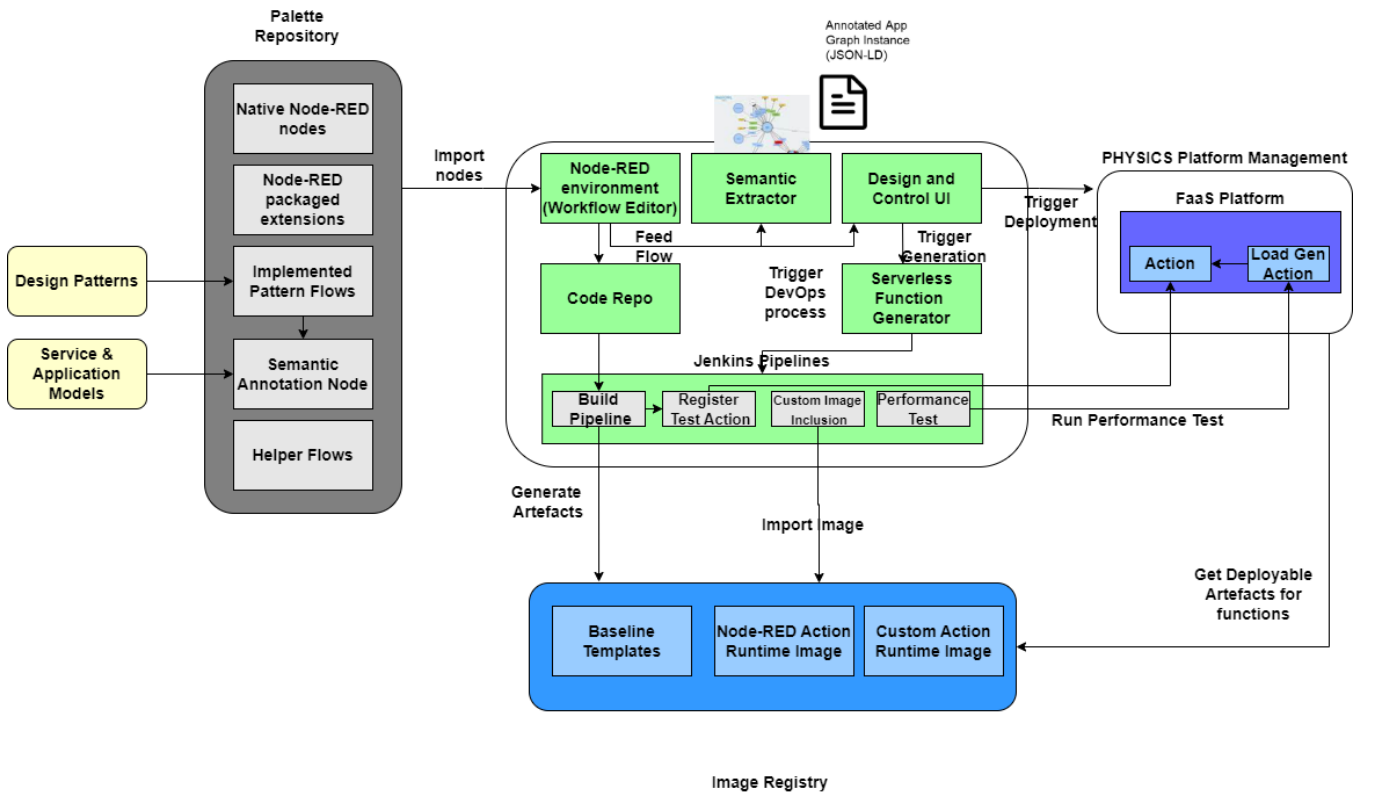 Palette
Repository
Native Node-RED
nodes
Node-RED
packaged
extensions
Implemented
Pattern Flows
Semantic
Annotation Node
Helper Flows
Design Patterns
Service &
Application
Models
Import
nodes
Annotated App
Graph Instance
(JSON-LD)
Node-RED
environment
(Workflow Editor)
Semantic
Extractor
Design and
Control UI
Feed
Flow
Trigger
Generation
Trigger
DevOps
process
Code Repo
Serverless
Function
Generator
Jenkins Pipelines
Build
Pipeline
Register
Test Action
Custom Image
Inclusion
Performance
Test
Trigger
Deployment
PHYSICS Platform Management
FaaS Platform
Action
Load Gen
Action
Run Performance Test
Generate
Artefacts
Import Image
Get Deployable
Artefacts for
functions
Baseline
Templates
Node-RED Action
Runtime Image
Custom Action
Runtime Image
Image Registry